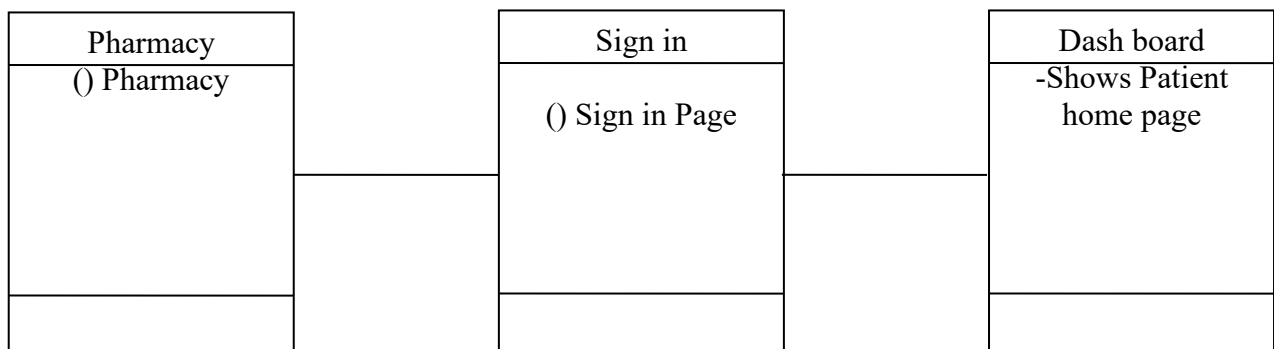 Pharmacy
() Pharmacy
Sign in
() Sign in Page
Dash board
-Shows Patient
home page